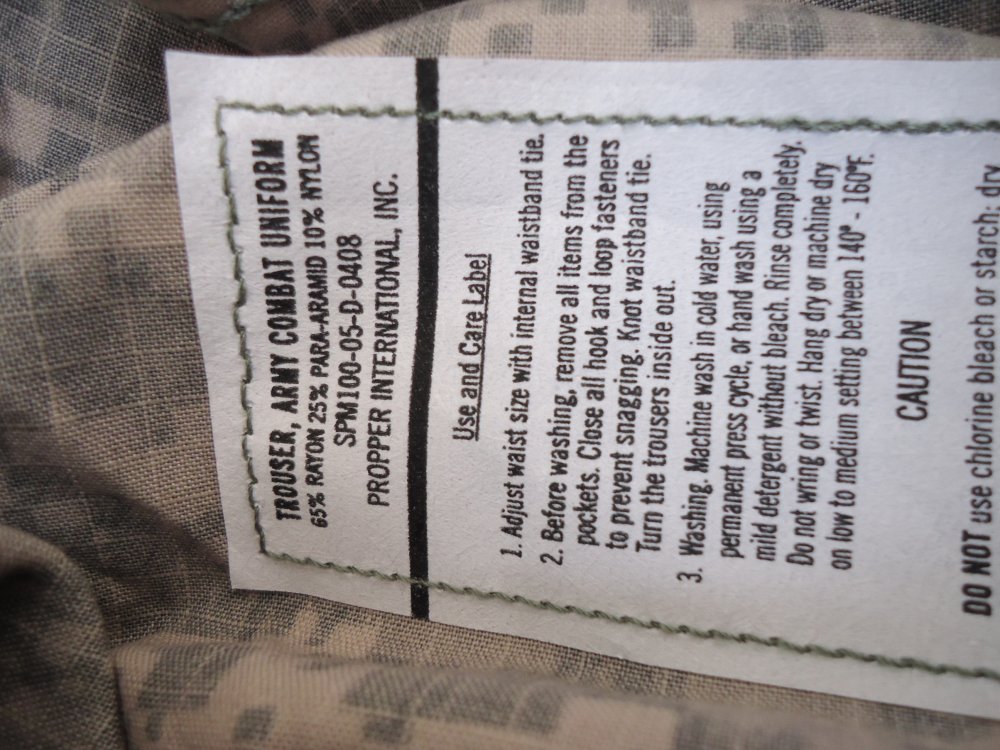 TROUSER, ARMY COMBAT UNIFORM
65% RAYON 25% PARA-ARAMID 10% NYLON
SPM100-05-D-0408
PROPPER INTERNATIONAL, INC.
Use and Care Label
1. Adjust waist size with internal waistband tie.
2. Before washing, remove all items from the
pockets. Close all hook and loop fasteners
to prevent snagging. Knot waistband tie.
Turn the trousers inside out.
3. Washing. Machine wash in cold water, using
permanent press cycle, or hand wash using a
mild detergent without bleach. Rinse completely.
Do not wring or twist. Hang dry or machine dry
on low to medium setting between 140° - 160°F.
CAUTION
DO NOT use chlorine bleach or starch; dry